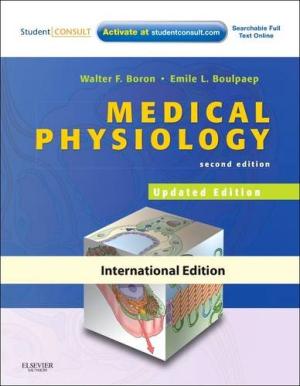 Student CONSULT
Activate at studentconsult.com
Searchable Full
Text Online
Walter F. Boron • Emile L. Boulpaep
MEDICAL
PHYSIOLOGY
second edition
Updated Edition
International Edition
ELSEVIER
SAUNDERS